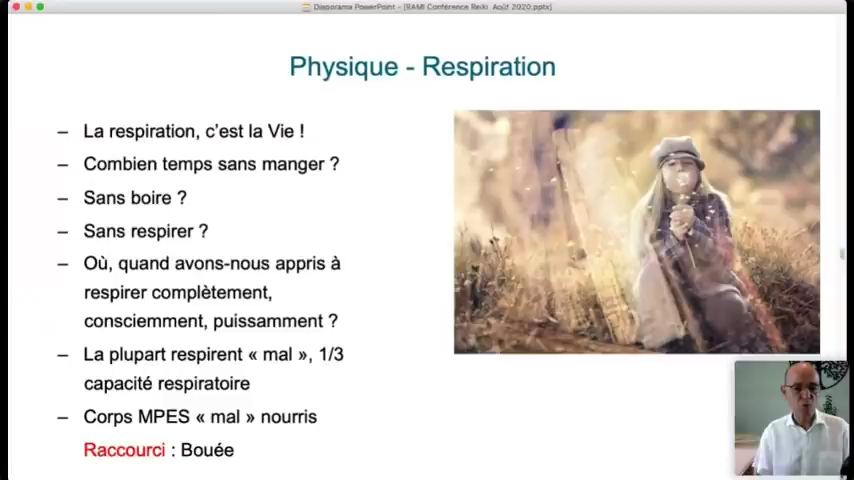 Diaporama PowerPoint - [RAMI Conférence Reiki Août 2020.pptx]
Physique - Respiration
– La respiration, c’est la Vie !
– Combien temps sans manger ?
– Sans boire ?
– Sans respirer ?
– Où, quand avons-nous appris à
respirer complètement,
consciemment, puissamment ?
– La plupart respirent « mal », 1/3
capacité respiratoire
– Corps MPES « mal » nourris
Raccourci : Bouée